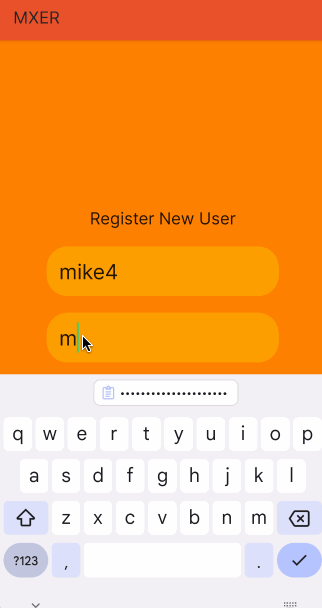 MXER
Register New User
mike4
m
••••••••••••••••••••••
q w e r t y u i o p
a s d f g h j k l
z x c v b n m
?123 , .